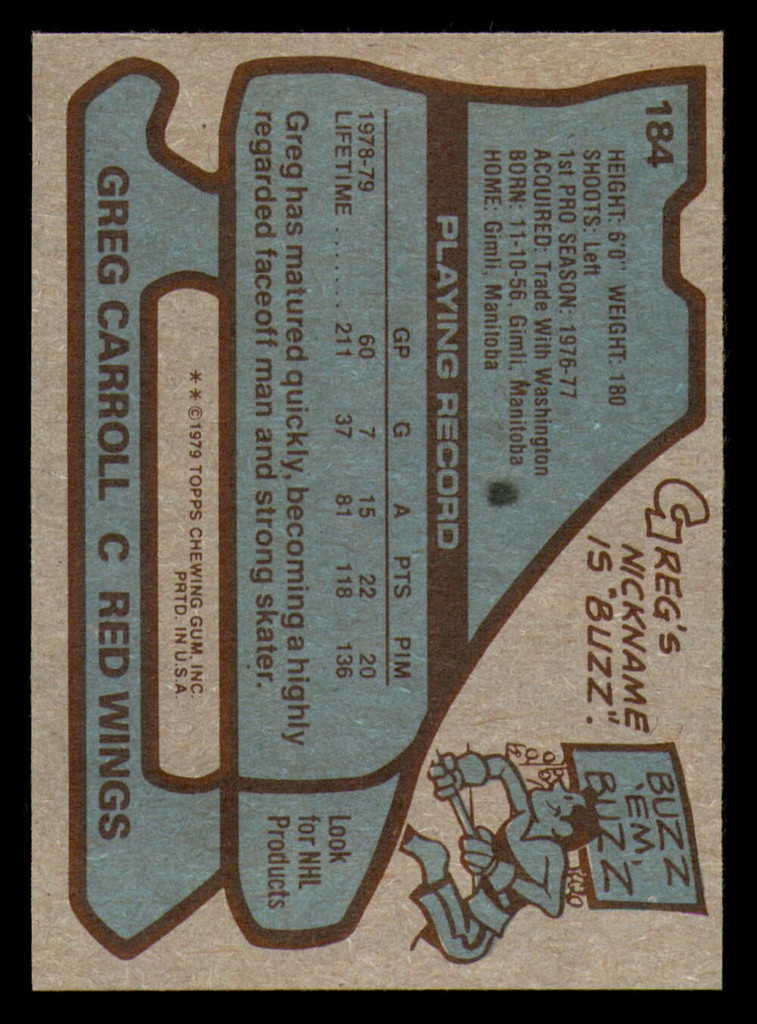 184
HEIGHT: 6'0" WEIGHT: 180
SHOOTS: Left
1st PRO SEASON: 1976-77
ACQUIRED: Trade With Washington
BORN: 11-10-56, Gimli, Manitoba
HOME: Gimli, Manitoba
GREG'S
NICKNAME
IS "BUZZ".
BUZZ
'EM,
BUZZ
PLAYING RECORD
GP G A PTS PIM
1978-79 60 7 15 22 20
LIFETIME ....... 211 37 81 118 136
Greg has matured quickly, becoming a highly
regarded faceoff man and strong skater.
Look
for NHL
Products
**©1979 TOPPS CHEWING GUM, INC.
PRTD. IN U.S.A.
GREG CARROLL C RED WINGS